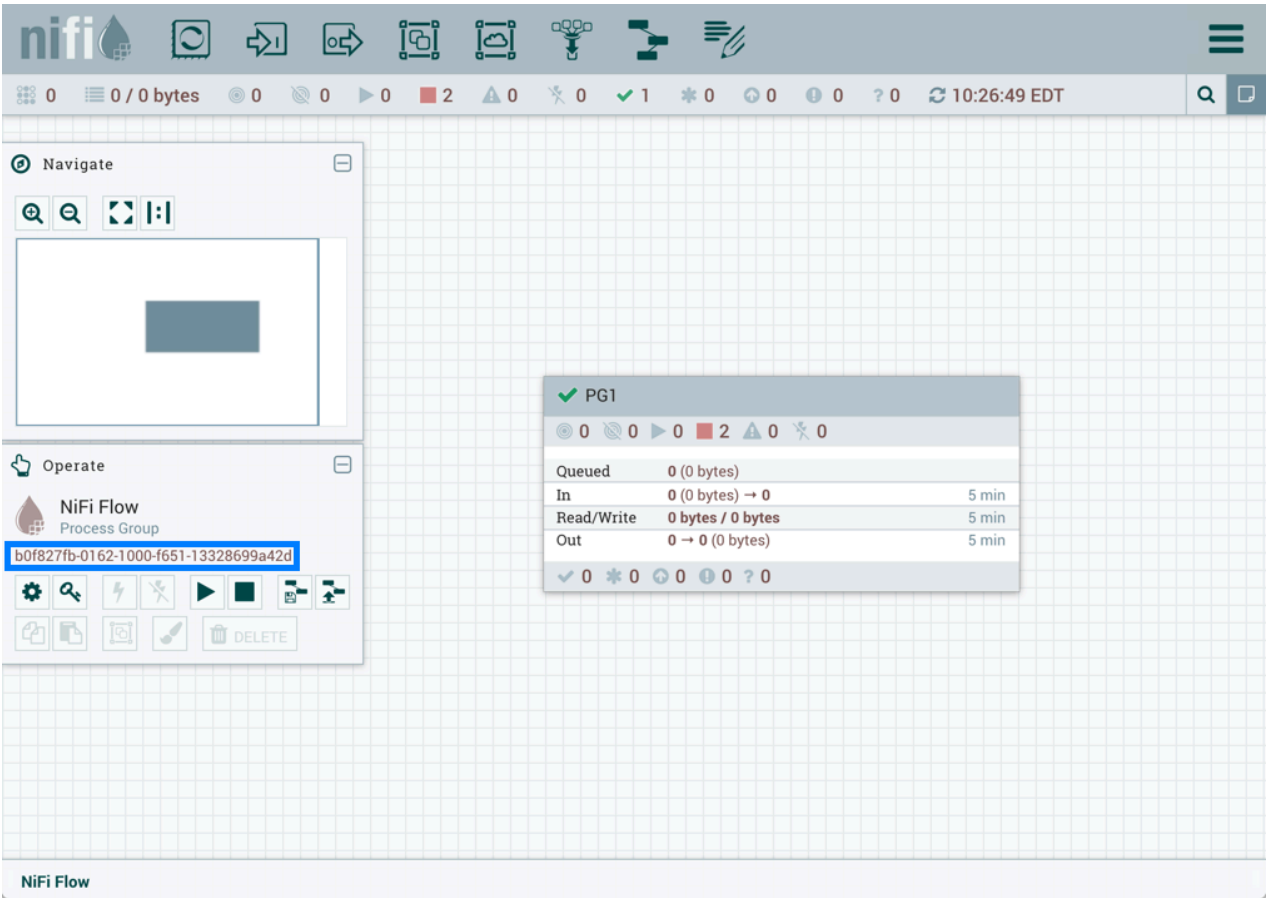 nifi
0 0 / 0 bytes 0 0 0 2 0 0 1 0 0 0 ? 0 10:26:49 EDT
Navigate
PG1
0 0 0 2 0 0
Queued 0 (0 bytes)
In 0 (0 bytes) → 0 5 min
Read/Write 0 bytes / 0 bytes 5 min
Out 0 → 0 (0 bytes) 5 min
0 0 0 0 ? 0
Operate
NiFi Flow
Process Group
b0f827fb-0162-1000-f651-13328699a42d
DELETE
NiFi Flow